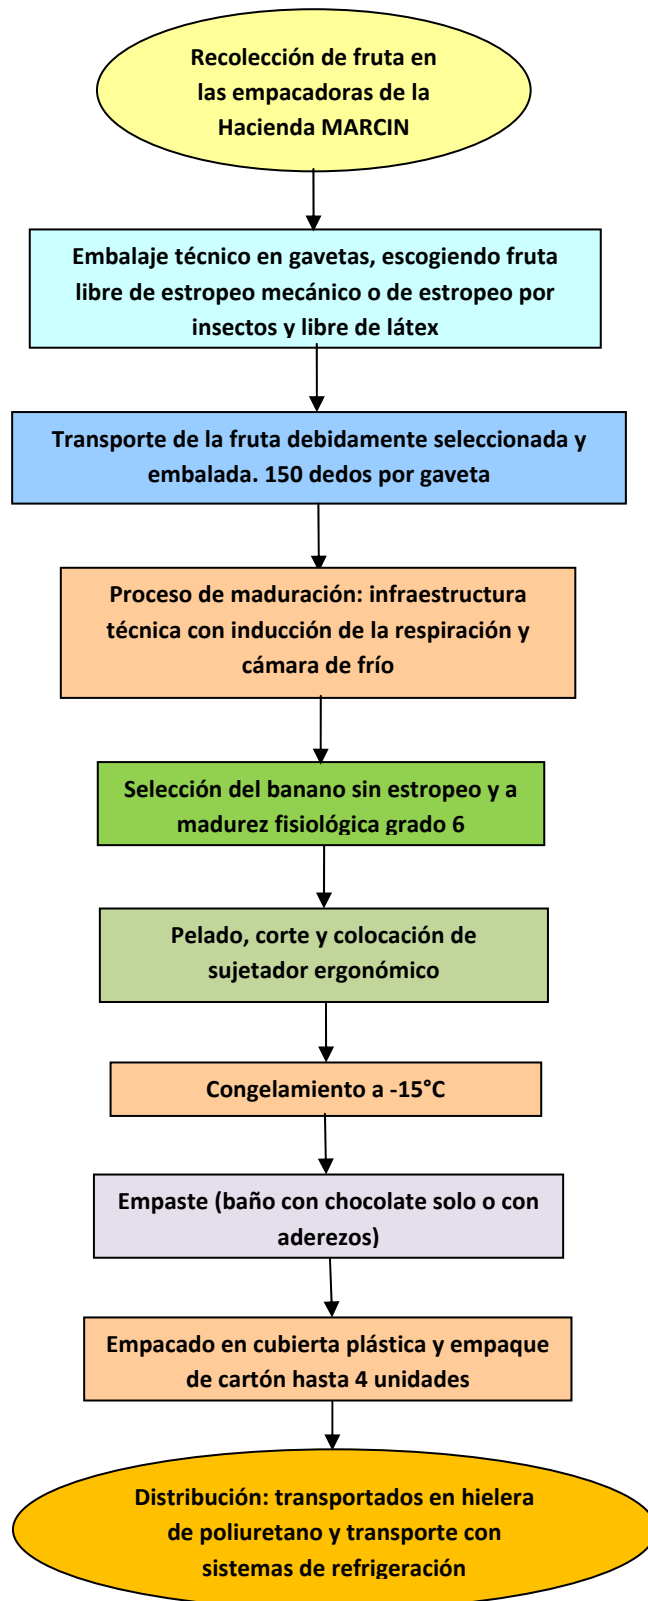 Recolección de fruta en
las empacadoras de la
Hacienda MARCIN
Embalaje técnico en gavetas, escogiendo fruta
libre de estropeo mecánico o de estropeo por
insectos y libre de látex
Transporte de la fruta debidamente seleccionada y
embalada. 150 dedos por gaveta
Proceso de maduración: infraestructura
técnica con inducción de la respiración y
cámara de frío
Selección del banano sin estropeo y a
madurez fisiológica grado 6
Pelado, corte y colocación de
sujetador ergonómico
Congelamiento a -15°C
Empaste (baño con chocolate solo o con
aderezos)
Empacado en cubierta plástica y empaque
de cartón hasta 4 unidades
Distribución: transportados en hielera
de poliuretano y transporte con
sistemas de refrigeración